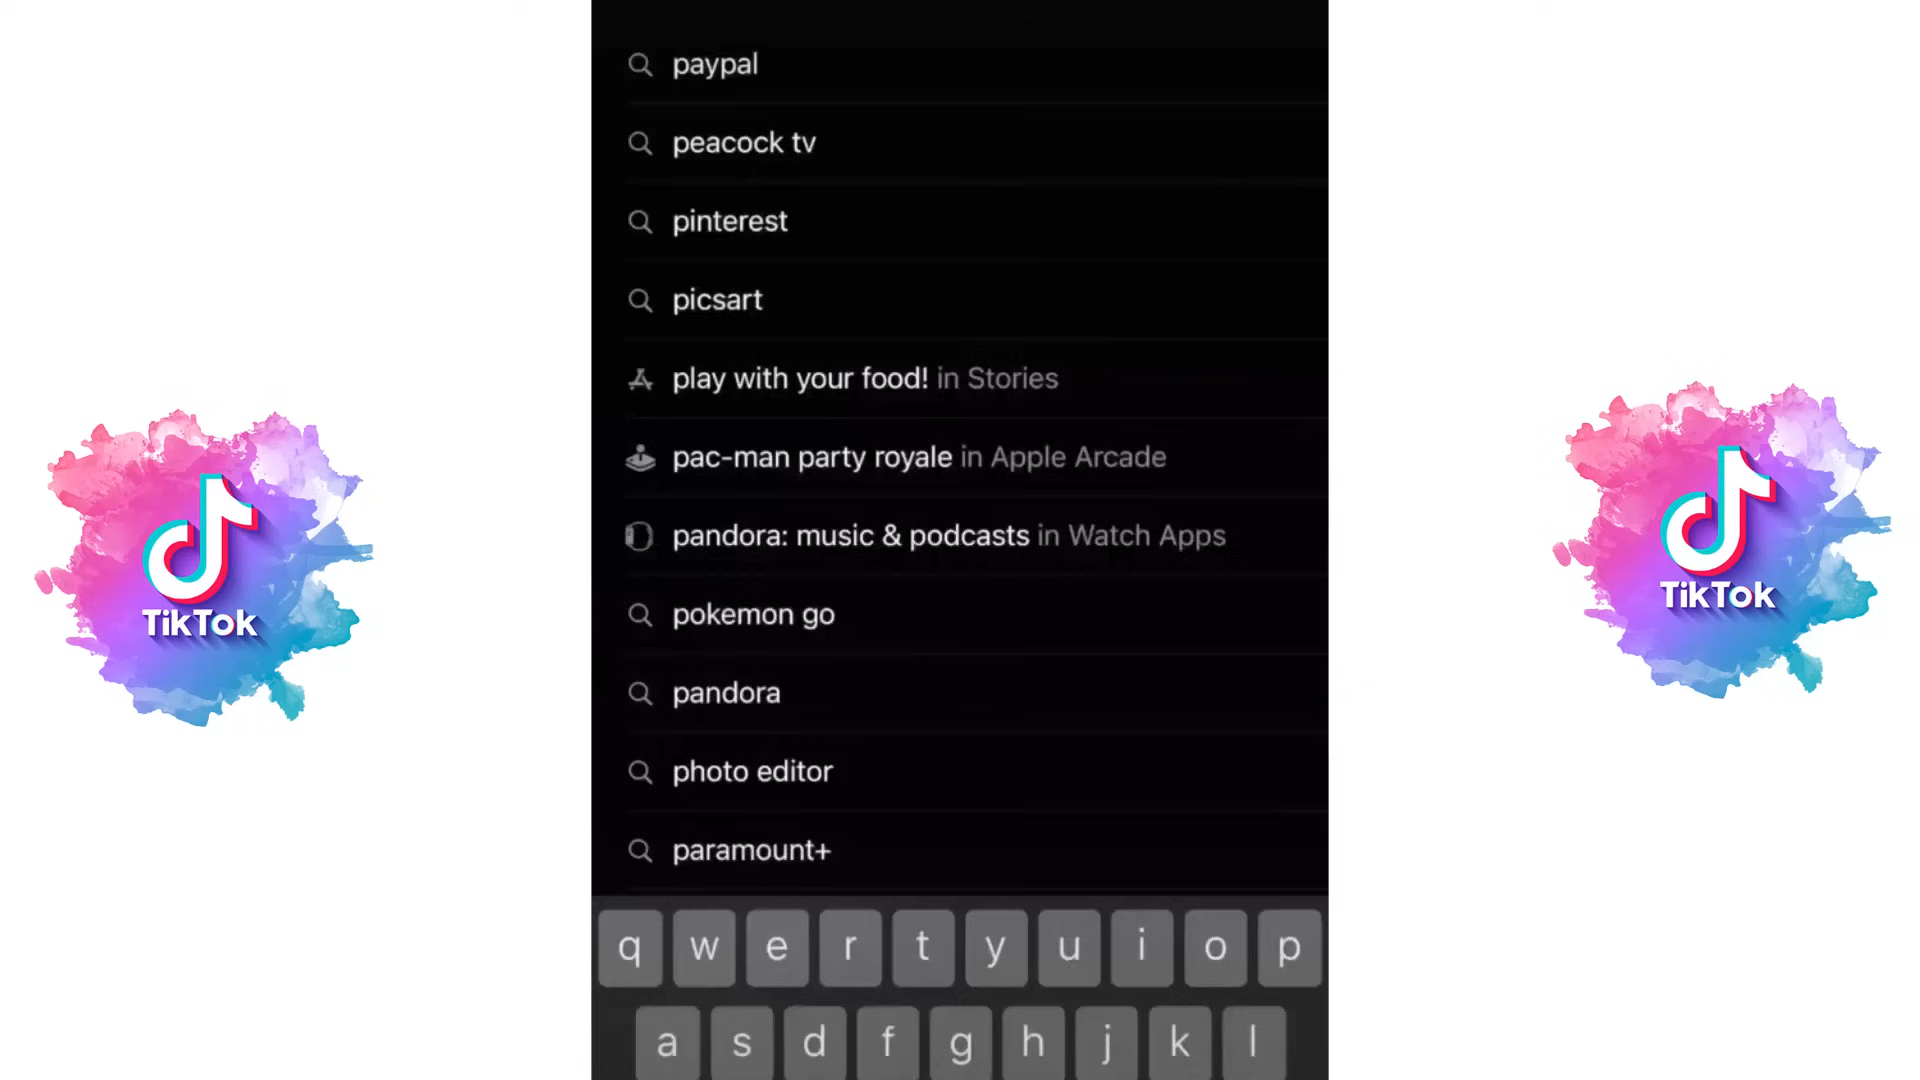 paypal
peacock tv
pinterest
picsart
play with your food! in Stories
pac-man party royale in Apple Arcade
pandora: music & podcasts in Watch Apps
pokemon go
pandora
photo editor
paramount+
q w e r t y u i o p
a s d f g h j k l
TikTok
TikTok